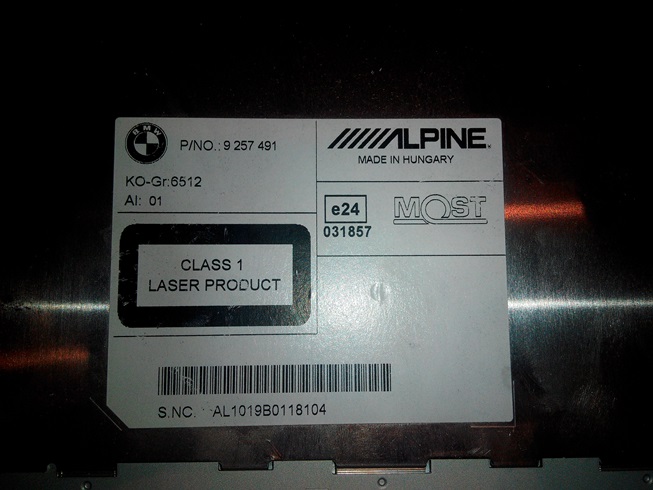 BMW
P/NO.: 9 257 491
ALPINE
MADE IN HUNGARY
KO-Gr:6512
AI: 01
e24
031857
MOST
CLASS 1
LASER PRODUCT
S.NC. AL1019B0118104